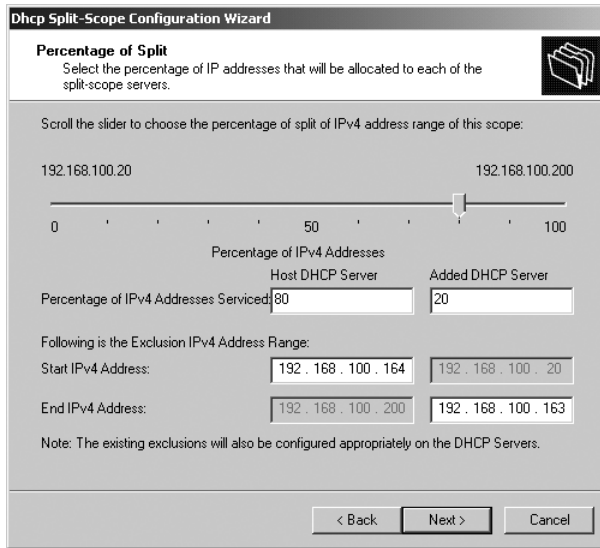 Dhcp Split-Scope Configuration Wizard
Percentage of Split
Select the percentage of IP addresses that will be allocated to each of the
split-scope servers.
Scroll the slider to choose the percentage of split of IPv4 address range of this scope:
192.168.100.20 192.168.100.200
0 50 100
Percentage of IPv4 Addresses
Host DHCP Server Added DHCP Server
Percentage of IPv4 Addresses Serviced: 80 20
Following is the Exclusion IPv4 Address Range:
Start IPv4 Address: 192 . 168 . 100 . 164 192 . 168 . 100 . 20
End IPv4 Address: 192 . 168 . 100 . 200 192 . 168 . 100 . 163
Note: The existing exclusions will also be configured appropriately on the DHCP Servers.
< Back Next > Cancel